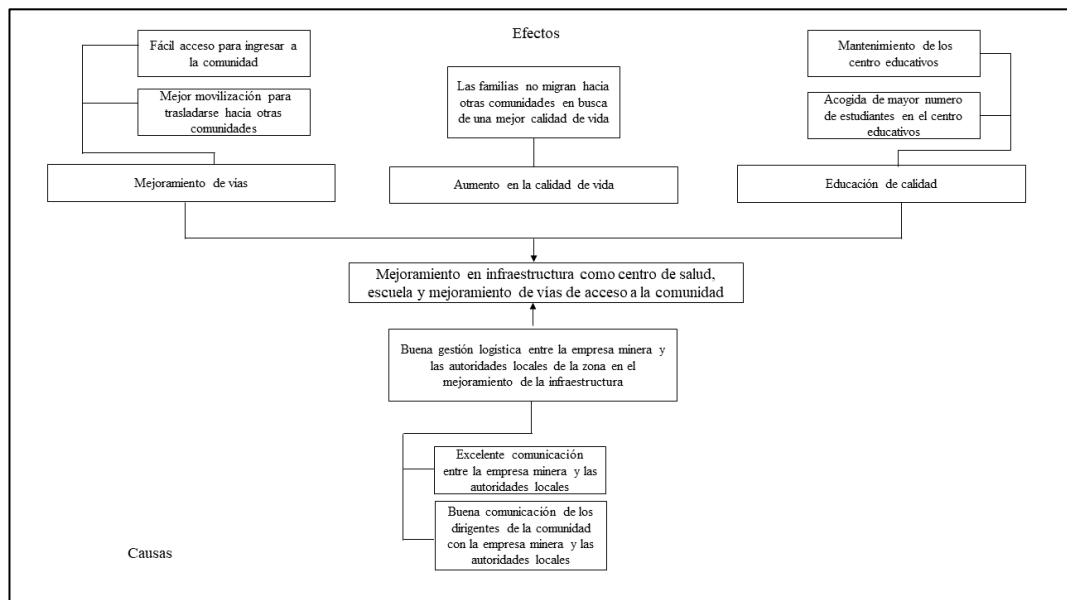 Efectos
Fácil acceso para ingresar a
la comunidad
Mejor movilización para
trasladarse hacia otras
comunidades
Mejoramiento de vias
Las familias no migran hacia
otras comunidades en busca
de una mejor calidad de vida
Aumento en la calidad de vida
Mantenimiento de los
centro educativos
Acogida de mayor numero
de estudiantes en el centro
educativos
Educación de calidad
Mejoramiento en infraestructura como centro de salud,
escuela y mejoramiento de vías de acceso a la comunidad
Buena gestión logística entre la empresa minera y
las autoridades locales de la zona en el
mejoramiento de la infraestructura
Excelente comunicación
entre la empresa minera y las
autoridades locales
Buena comunicación de los
dirigentes de la comunidad
con la empresa minera y las
autoridades locales
Causas